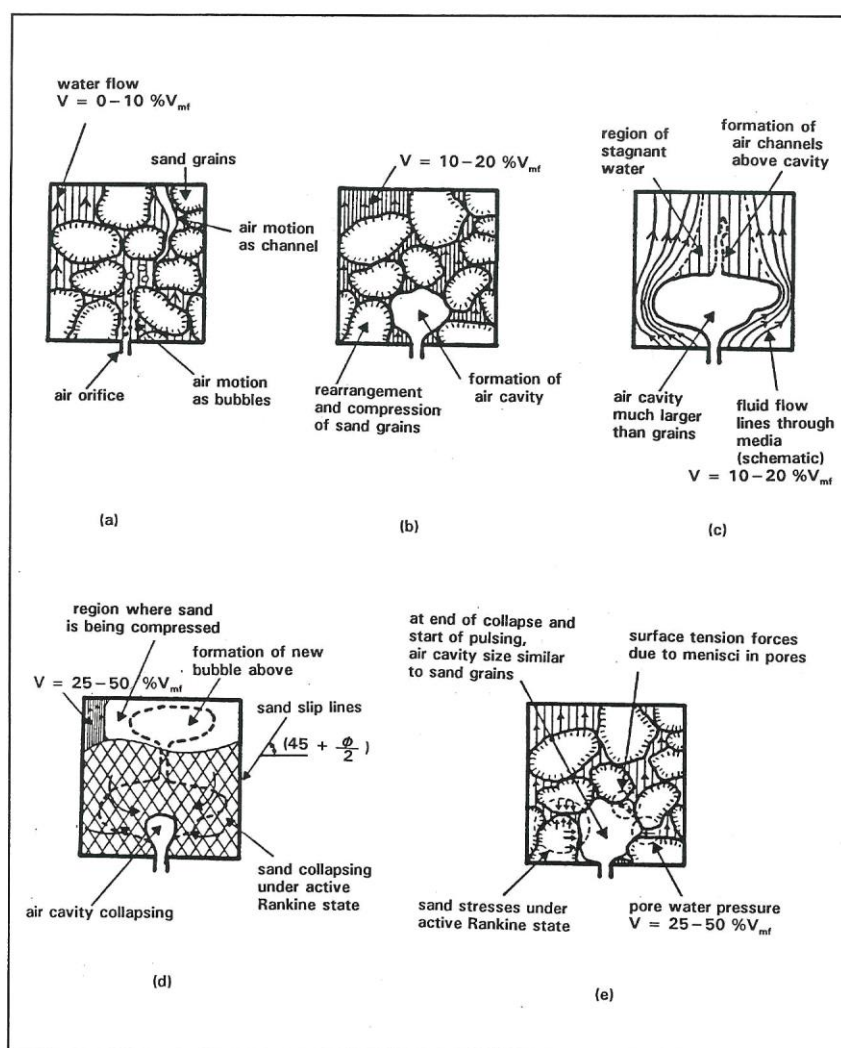 water flow
V = 0–10 %Vmf
sand grains
air motion
as channel
air orifice
air motion
as bubbles
(a)
V = 10–20 %Vmf
rearrangement
and compression
of sand grains
formation of
air cavity
(b)
region of
stagnant
water
formation of
air channels
above cavity
air cavity
much larger
than grains
fluid flow
lines through
media
(schematic)
V = 10–20 %Vmf
(c)
region where sand
is being compressed
V = 25–50 %Vmf
formation of new
bubble above
sand slip lines
(45 + φ/2)
sand collapsing
under active
Rankine state
air cavity collapsing
(d)
at end of collapse and
start of pulsing,
air cavity size similar
to sand grains
surface tension forces
due to menisci in pores
sand stresses under
active Rankine state
pore water pressure
V = 25–50 %Vmf
(e)